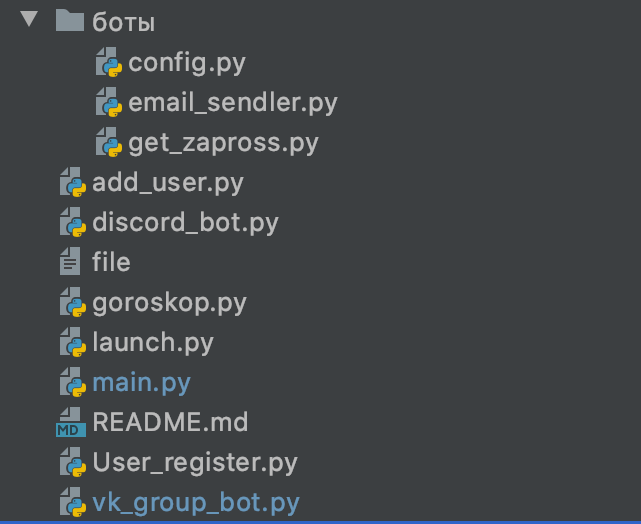 боты
config.py
email_sendler.py
get_zapross.py
add_user.py
discord_bot.py
file
goroskop.py
launch.py
main.py
MD README.md
User_register.py
vk_group_bot.py